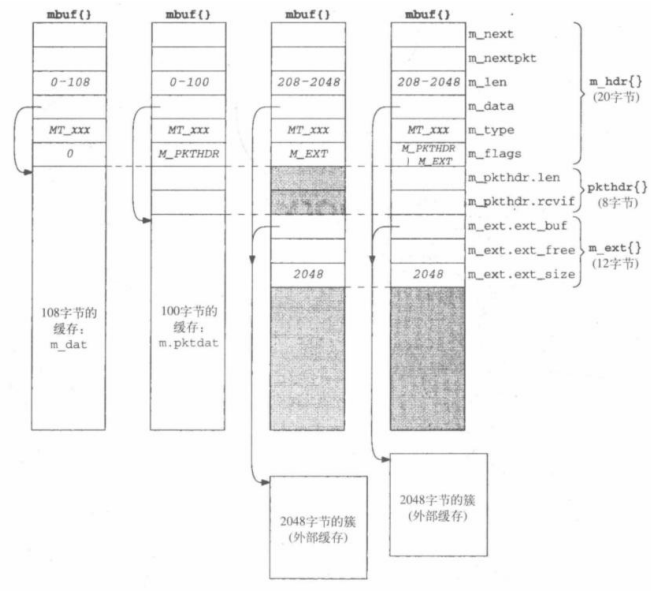 mbuf{} mbuf{} mbuf{} mbuf{}
m_next
m_nextpkt
0-108 0-100 208-2048 208-2048 m_len
m_hdr{}
(20字节)
m_data
MT_xxx MT_xxx MT_xxx MT_xxx m_type
0 M_PKTHDR M_EXT M_PKTHDR
| M_EXT
m_flags
m_pkthdr.len
m_pkthdr.rcvif
pkthdr{}
(8字节)
m_ext.ext_buf
m_ext.ext_free
m_ext{}
(12字节)
2048 2048 m_ext.ext_size
108字节的
缓存:
m_dat
100字节的
缓存:
m.pktdat
2048字节的簇
(外部缓存)
2048字节的簇
(外部缓存)